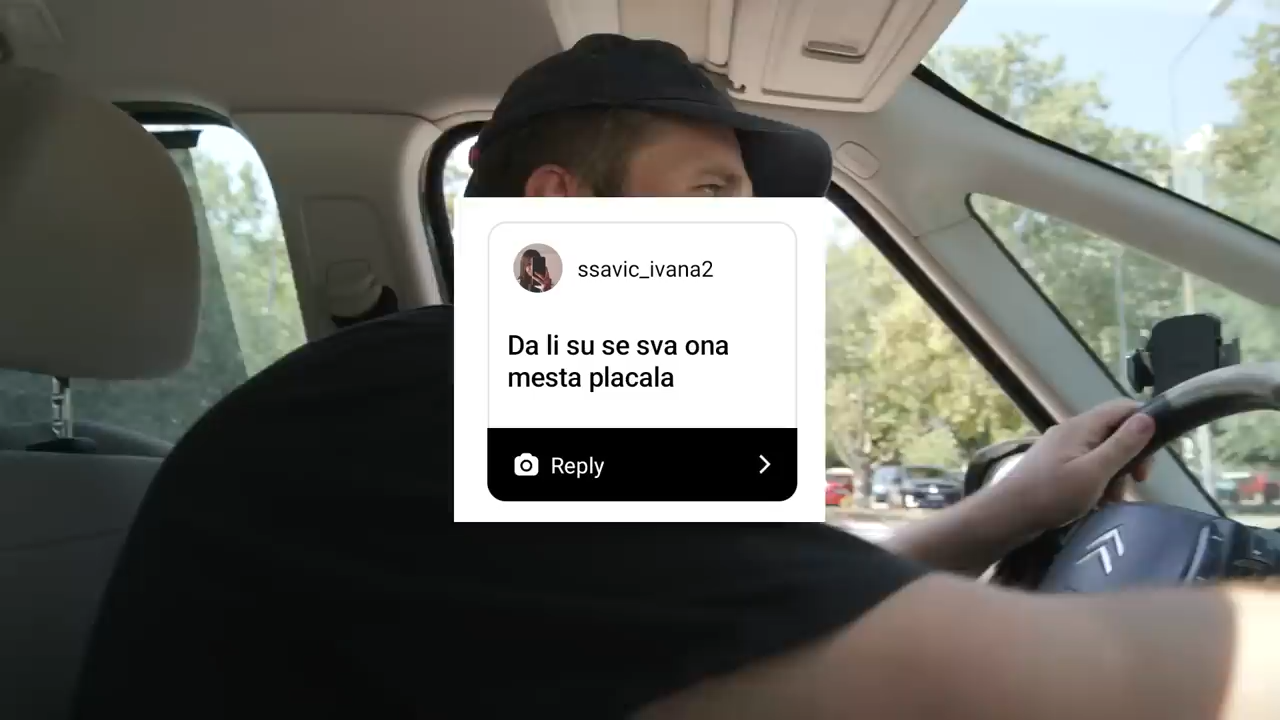 ssavic_ivana2
Da li su se sva ona
mesta placala
Reply